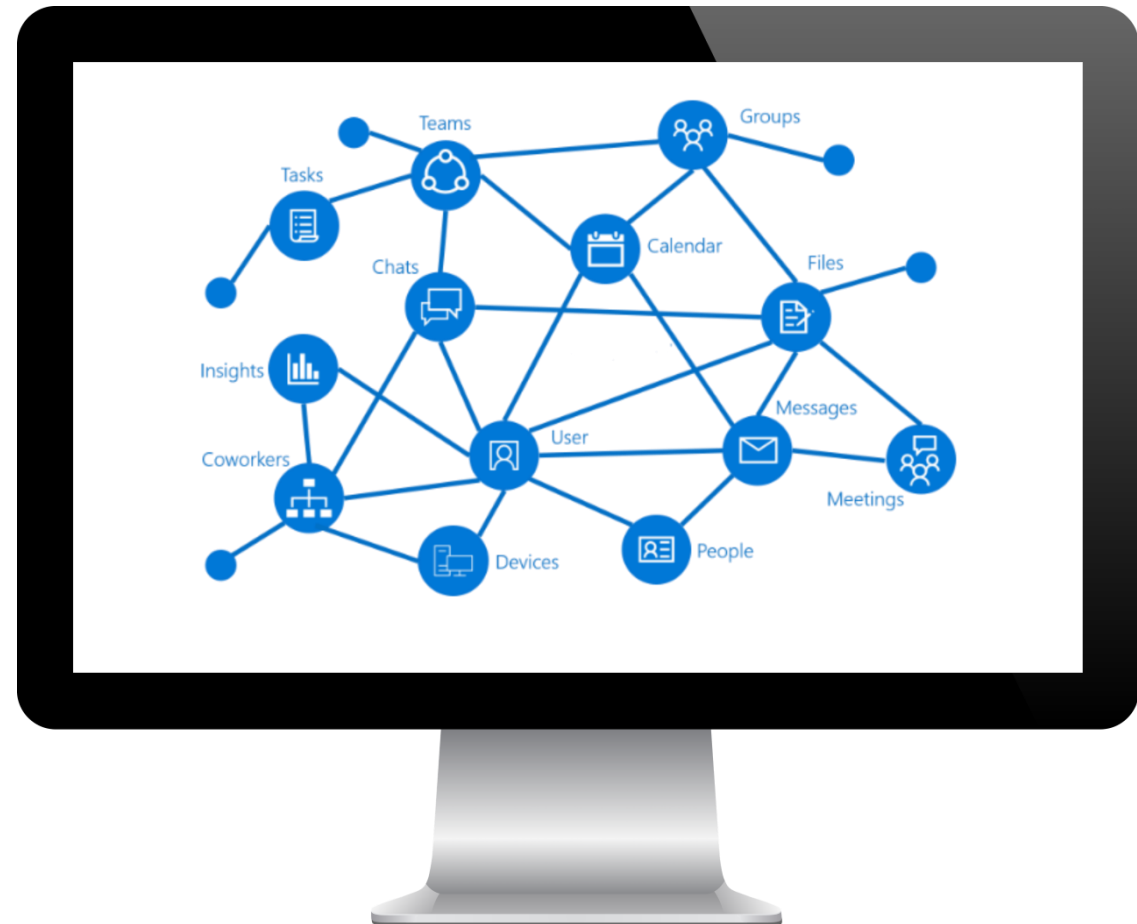 Teams
Groups
Tasks
Calendar
Chats
Files
Insights
Messages
User
Coworkers
Meetings
People
Devices